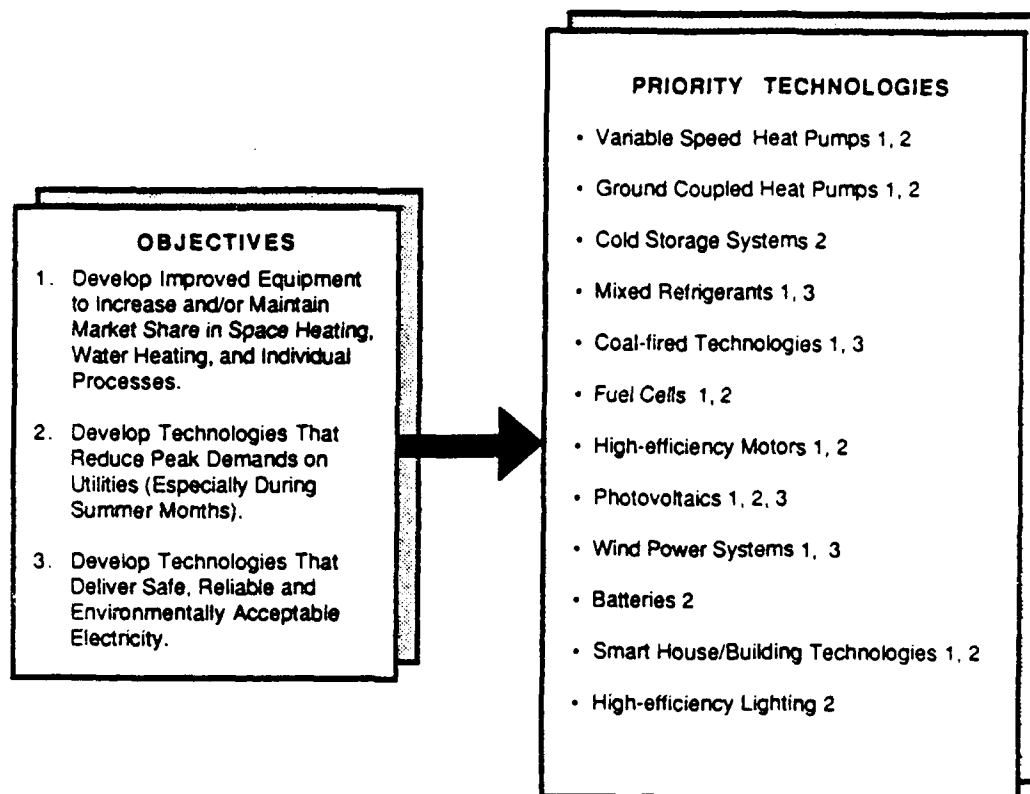 OBJECTIVES
1. Develop Improved Equipment
to Increase and/or Maintain
Market Share in Space Heating,
Water Heating, and Individual
Processes.
2. Develop Technologies That
Reduce Peak Demands on
Utilities (Especially During
Summer Months).
3. Develop Technologies That
Deliver Safe, Reliable and
Environmentally Acceptable
Electricity.
PRIORITY TECHNOLOGIES
• Variable Speed Heat Pumps 1, 2
• Ground Coupled Heat Pumps 1, 2
• Cold Storage Systems 2
• Mixed Refrigerants 1, 3
• Coal-fired Technologies 1, 3
• Fuel Cells 1, 2
• High-efficiency Motors 1, 2
• Photovoltaics 1, 2, 3
• Wind Power Systems 1, 3
• Batteries 2
• Smart House/Building Technologies 1, 2
• High-efficiency Lighting 2